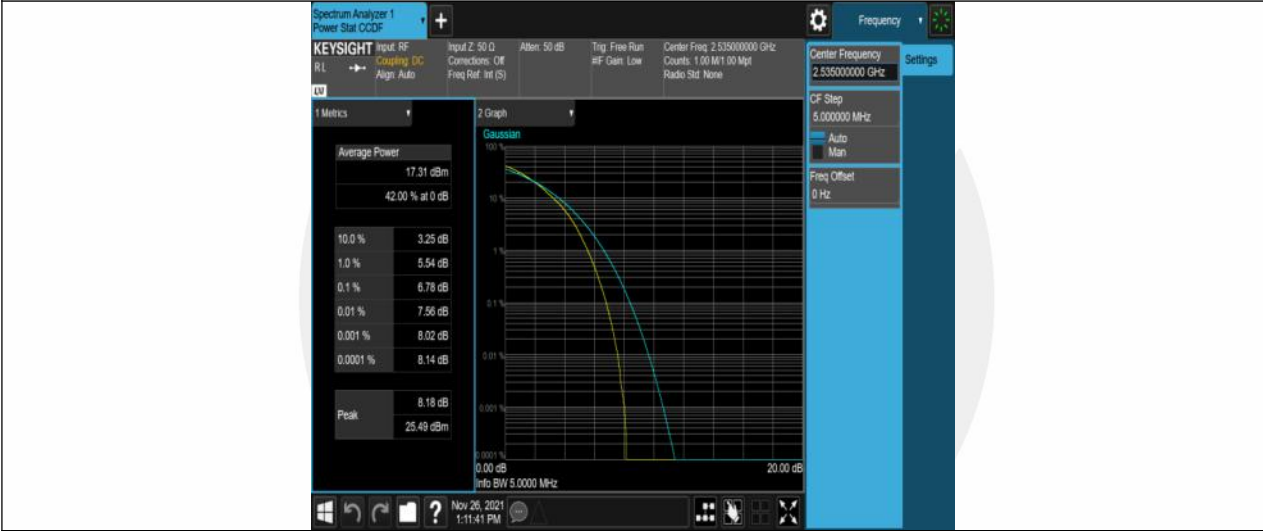 Spectrum Analyzer 1
Power Stat CCDF
+
Frequency
KEYSIGHT
R L
LV
Input: RF
Coupling: DC
Align: Auto
Input Z: 50 Ω
Corrections: Off
Freq Ref: Int (S)
Atten: 50 dB
Trig: Free Run
#IF Gain: Low
Center Freq: 2.535000000 GHz
Counts: 1.00 M/1.00 Mpt
Radio Std: None
Center Frequency
2.535000000 GHz
Settings
CF Step
5.000000 MHz
Auto
Man
Freq Offset
0 Hz
1 Metrics
Average Power
17.31 dBm
42.00 % at 0 dB
10.0 % 3.25 dB
1.0 % 5.54 dB
0.1 % 6.78 dB
0.01 % 7.56 dB
0.001 % 8.02 dB
0.0001 % 8.14 dB
Peak
8.18 dB
25.49 dBm
2 Graph
Gaussian
100 %
10 %
1 %
0.1 %
0.01 %
0.001 %
0.0001 %
0.00 dB 20.00 dB
Info BW 5.0000 MHz
?
Nov 26, 2021
1:11:41 PM